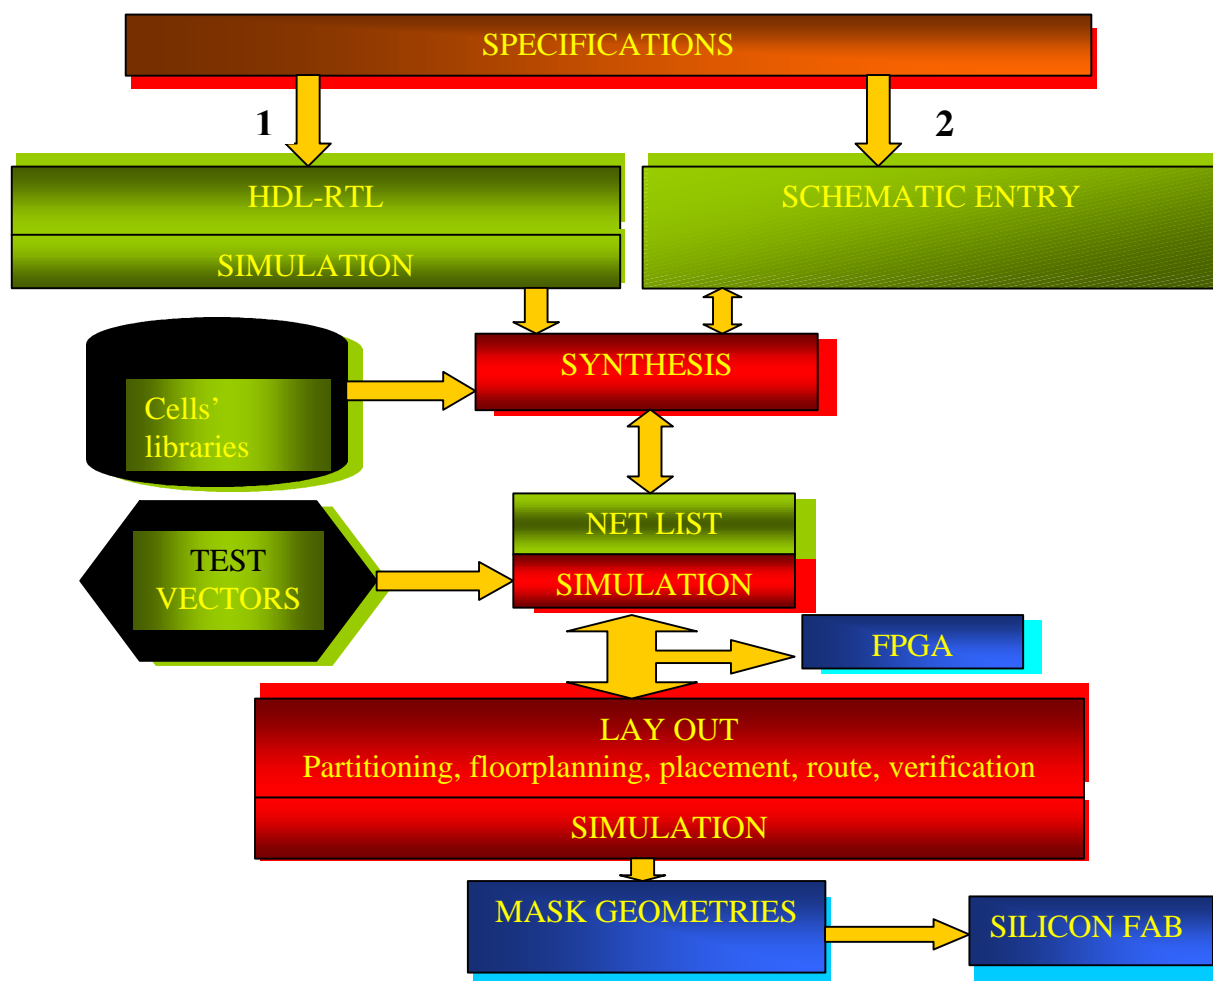 SPECIFICATIONS
1
2
HDL-RTL
SCHEMATIC ENTRY
SIMULATION
SYNTHESIS
Cells’
libraries
NET LIST
TEST
VECTORS
SIMULATION
FPGA
LAY OUT
Partitioning, floorplanning, placement, route, verification
SIMULATION
MASK GEOMETRIES
SILICON FAB